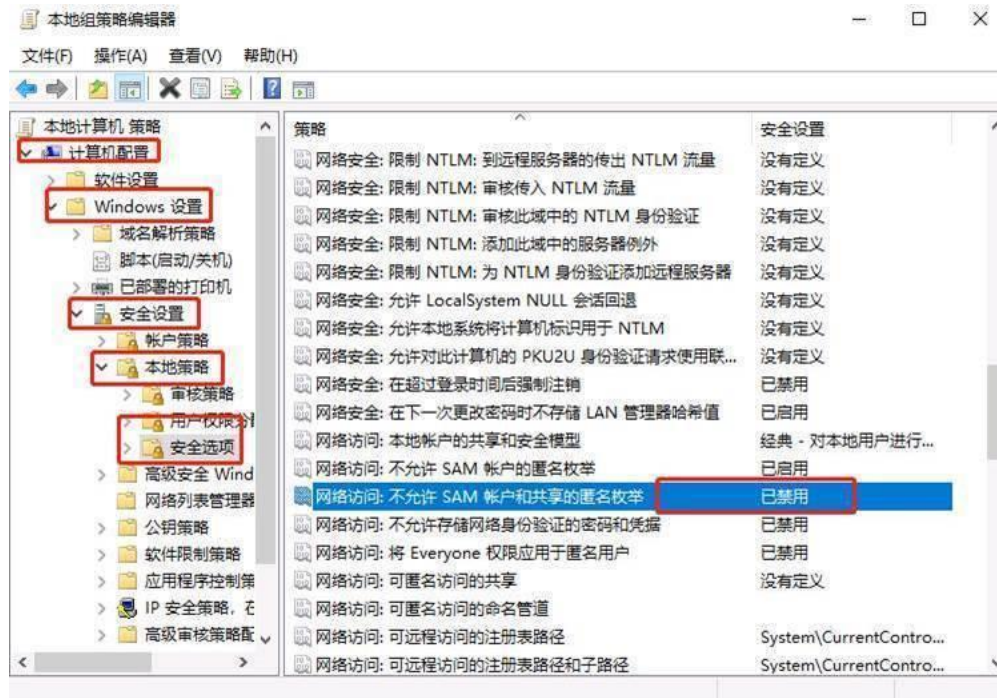 本地组策略编辑器
文件(F) 操作(A) 查看(V) 帮助(H)
本地计算机 策略
计算机配置
软件设置
Windows 设置
域名解析策略
脚本(启动/关机)
已部署的打印机
安全设置
帐户策略
本地策略
审核策略
用户权限分
安全选项
高级安全 Wind
网络列表管理器
公钥策略
软件限制策略
应用程序控制策
IP 安全策略，在
高级审核策略配
策略 安全设置
网络安全: 限制 NTLM: 到远程服务器的传出 NTLM 流量 没有定义
网络安全: 限制 NTLM: 审核传入 NTLM 流量 没有定义
网络安全: 限制 NTLM: 审核此域中的 NTLM 身份验证 没有定义
网络安全: 限制 NTLM: 添加此域中的服务器例外 没有定义
网络安全: 限制 NTLM: 为 NTLM 身份验证添加远程服务器 没有定义
网络安全: 允许 LocalSystem NULL 会话回退 没有定义
网络安全: 允许本地系统将计算机标识用于 NTLM 没有定义
网络安全: 允许对此计算机的 PKU2U 身份验证请求使用联... 没有定义
网络安全: 在超过登录时间后强制注销 已禁用
网络安全: 在下一次更改密码时不存储 LAN 管理器哈希值 已启用
网络访问: 本地帐户的共享和安全模型 经典 - 对本地用户进行...
网络访问: 不允许 SAM 帐户的匿名枚举 已启用
网络访问: 不允许 SAM 帐户和共享的匿名枚举 已禁用
网络访问: 不允许存储网络身份验证的密码和凭据 已禁用
网络访问: 将 Everyone 权限应用于匿名用户 已禁用
网络访问: 可匿名访问的共享 没有定义
网络访问: 可匿名访问的命名管道
网络访问: 可远程访问的注册表路径 System\CurrentContro...
网络访问: 可远程访问的注册表路径和子路径 System\CurrentContro...